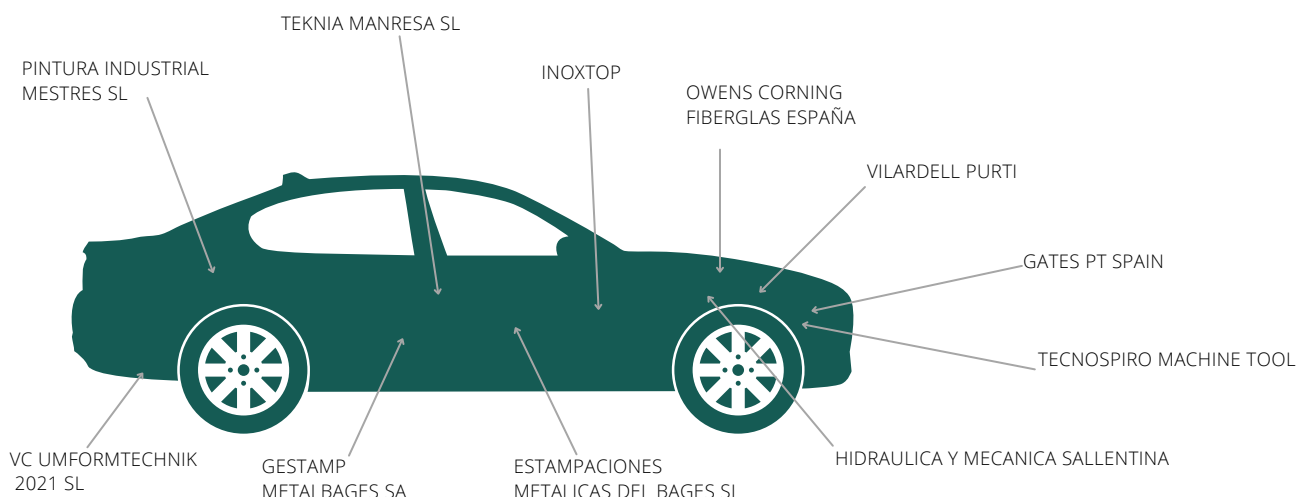 TEKNIA MANRESA SL
PINTURA INDUSTRIAL
MESTRES SL
INOXTOP
OWENS CORNING
FIBERGLAS ESPAÑA
VILARDELL PURTI
GATES PT SPAIN
TECNOSPIRO MACHINE TOOL
HIDRAULICA Y MECANICA SALLENTINA
VC UMFORMTECHNIK
2021 SL
GESTAMP
METALBAGES SA
ESTAMPACIONES
METALICAS DEL BAGES SL